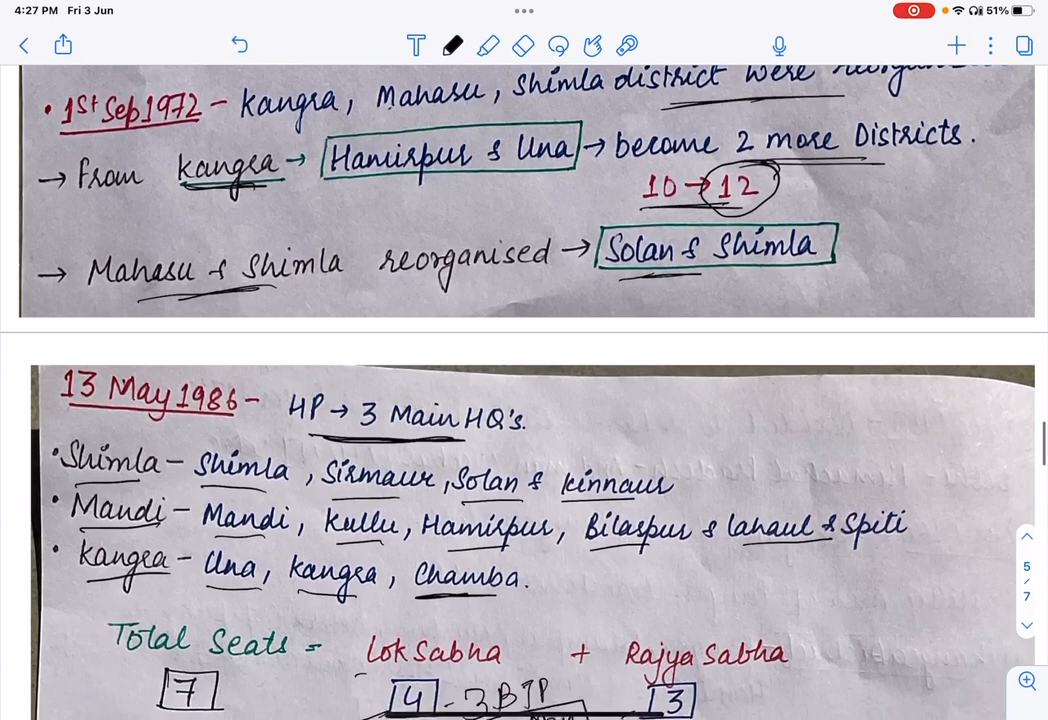 4:27 PM Fri 3 Jun
51%
• 1st Sep 1972 - Kangra, Mahasu, Shimla district were
→ From Kangra → Hamirpur & Una → become 2 more Districts.
10 → 12
→ Mahasu & Shimla reorganised → Solan & Shimla
13 May 1986 - HP → 3 Main HQ's.
• Shimla - Shimla, Sirmaur, Solan & Kinnaur
• Mandi - Mandi, Kullu, Hamirpur, Bilaspur & Lahaul & Spiti
• Kangra - Una, Kangra, Chamba.
Total Seats = Lok Sabha + Rajya Sabha
7 4 - 3 BJP 3
5
/
7